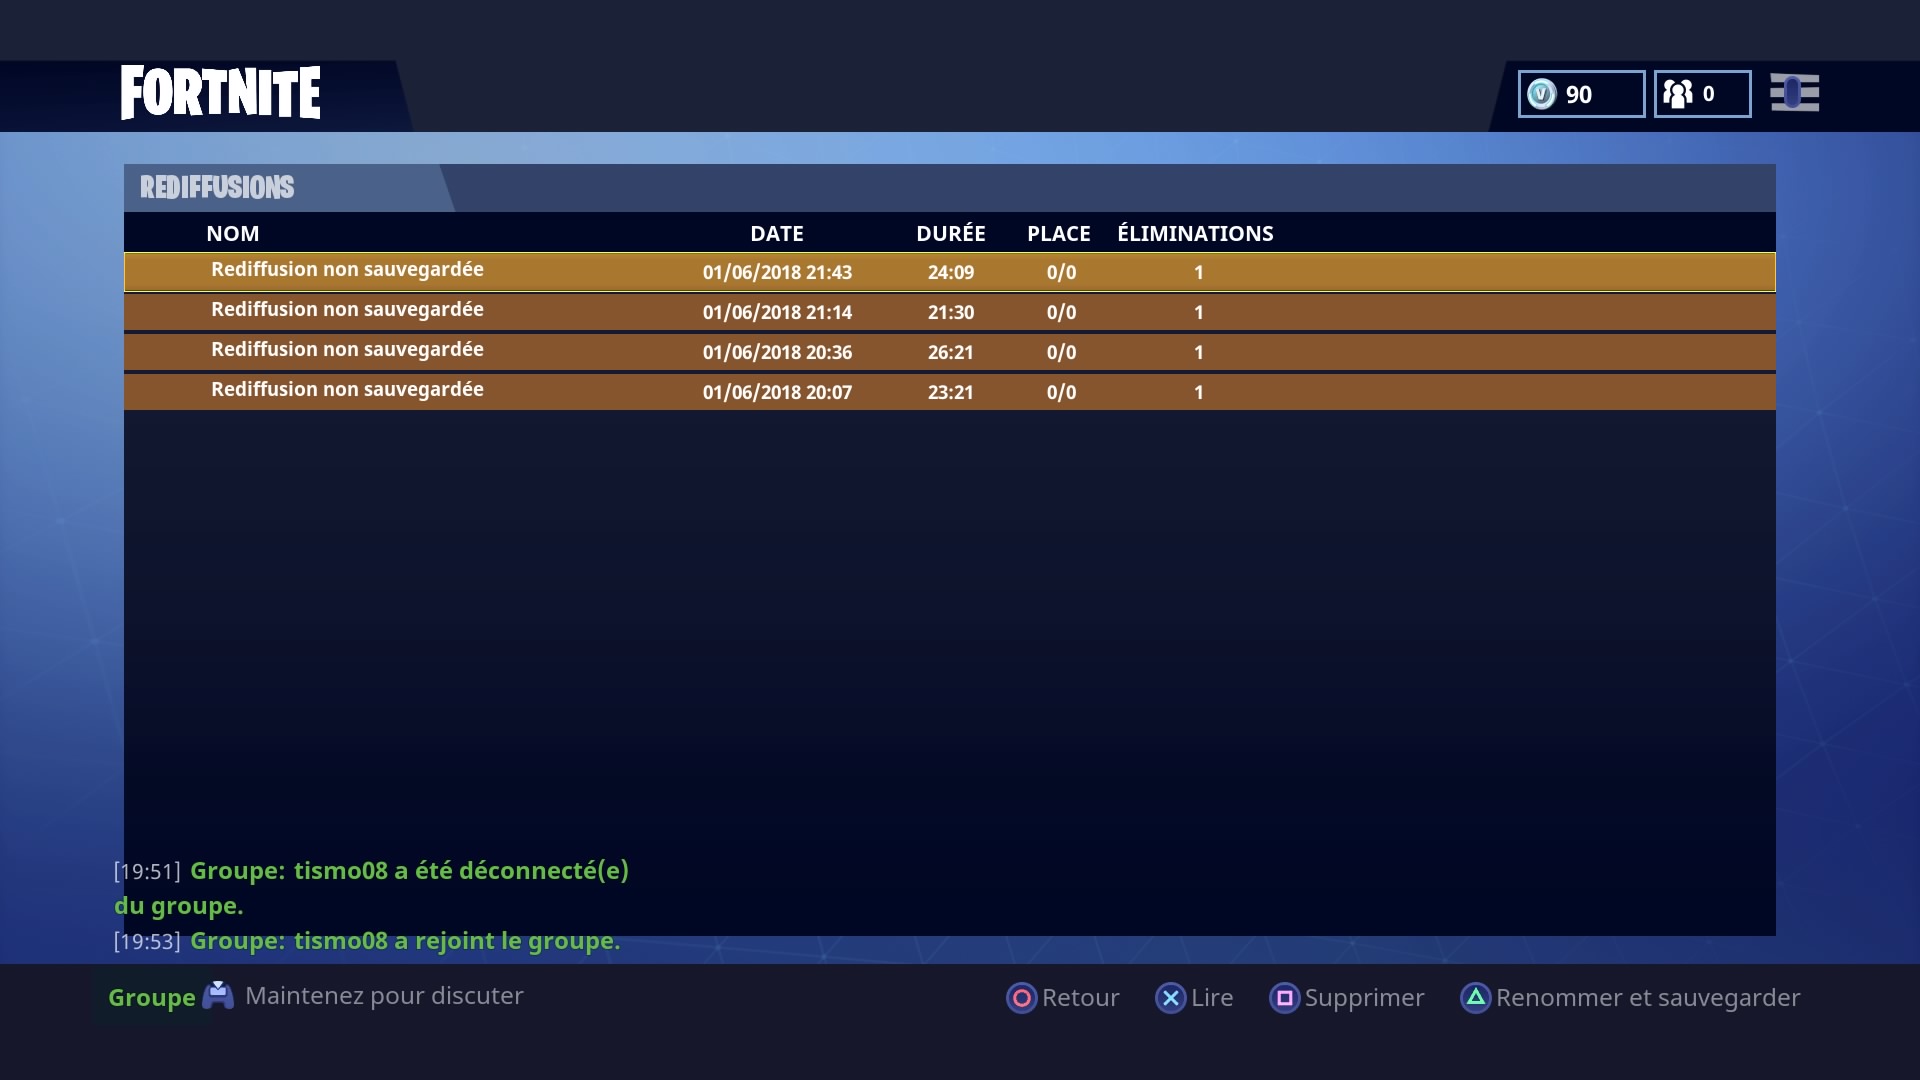 FORTNITE
90
0
REDIFFUSIONS
NOM DATE DURÉE PLACE ÉLIMINATIONS
Rediffusion non sauvegardée 01/06/2018 21:43 24:09 0/0 1
Rediffusion non sauvegardée 01/06/2018 21:14 21:30 0/0 1
Rediffusion non sauvegardée 01/06/2018 20:36 26:21 0/0 1
Rediffusion non sauvegardée 01/06/2018 20:07 23:21 0/0 1
[19:51] Groupe: tismo08 a été déconnecté(e)
du groupe.
[19:53] Groupe: tismo08 a rejoint le groupe.
Groupe Maintenez pour discuter Retour Lire Supprimer Renommer et sauvegarder